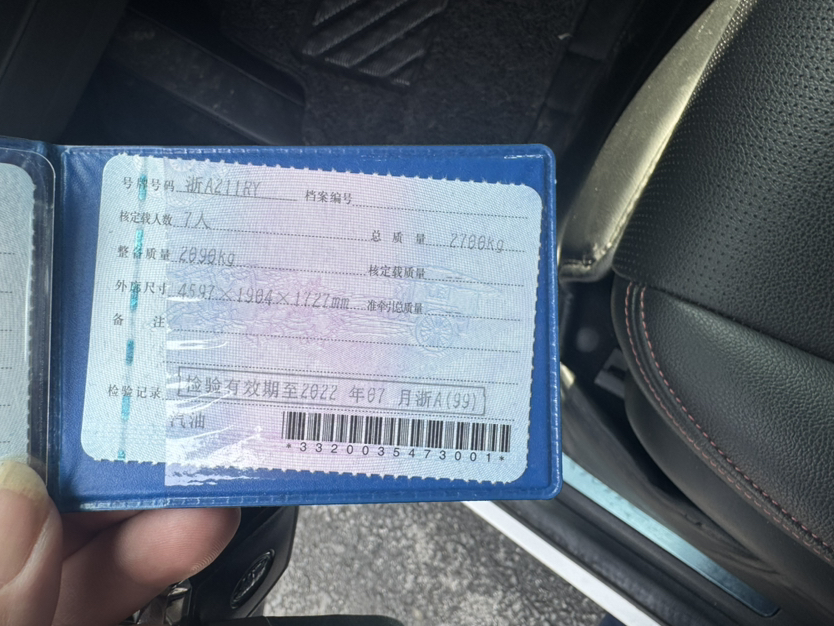 号牌号码 浙AZ11RY 档案编号
核定载人数 7人 总质量 2700kg
整备质量 2090kg 核定载质量
外廓尺寸 4597×1904×1727mm 准牵引总质量
备注
检验记录 检验有效期至2022年07月浙A(99)
汽油
*3320035473001*